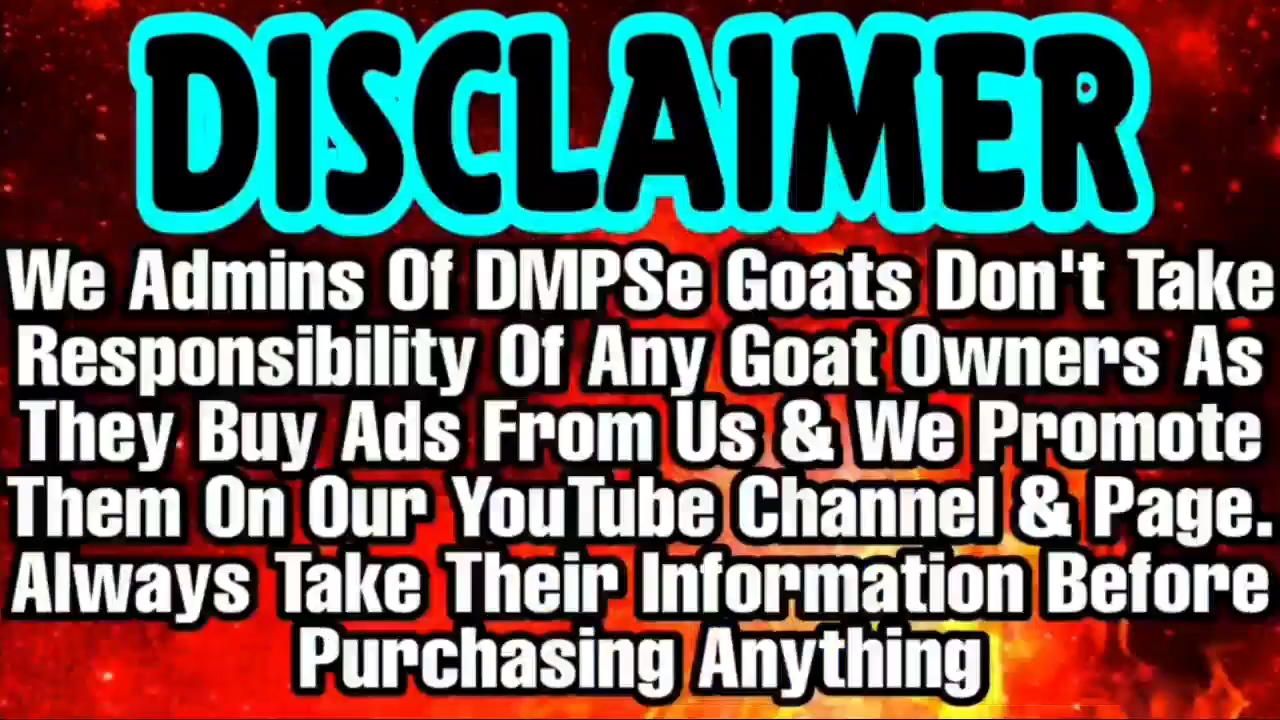 DISCLAIMER
We Admins Of DMPSe Goats Don't Take
Responsibility Of Any Goat Owners As
They Buy Ads From Us & We Promote
Them On Our YouTube Channel & Page.
Always Take Their Information Before
Purchasing Anything